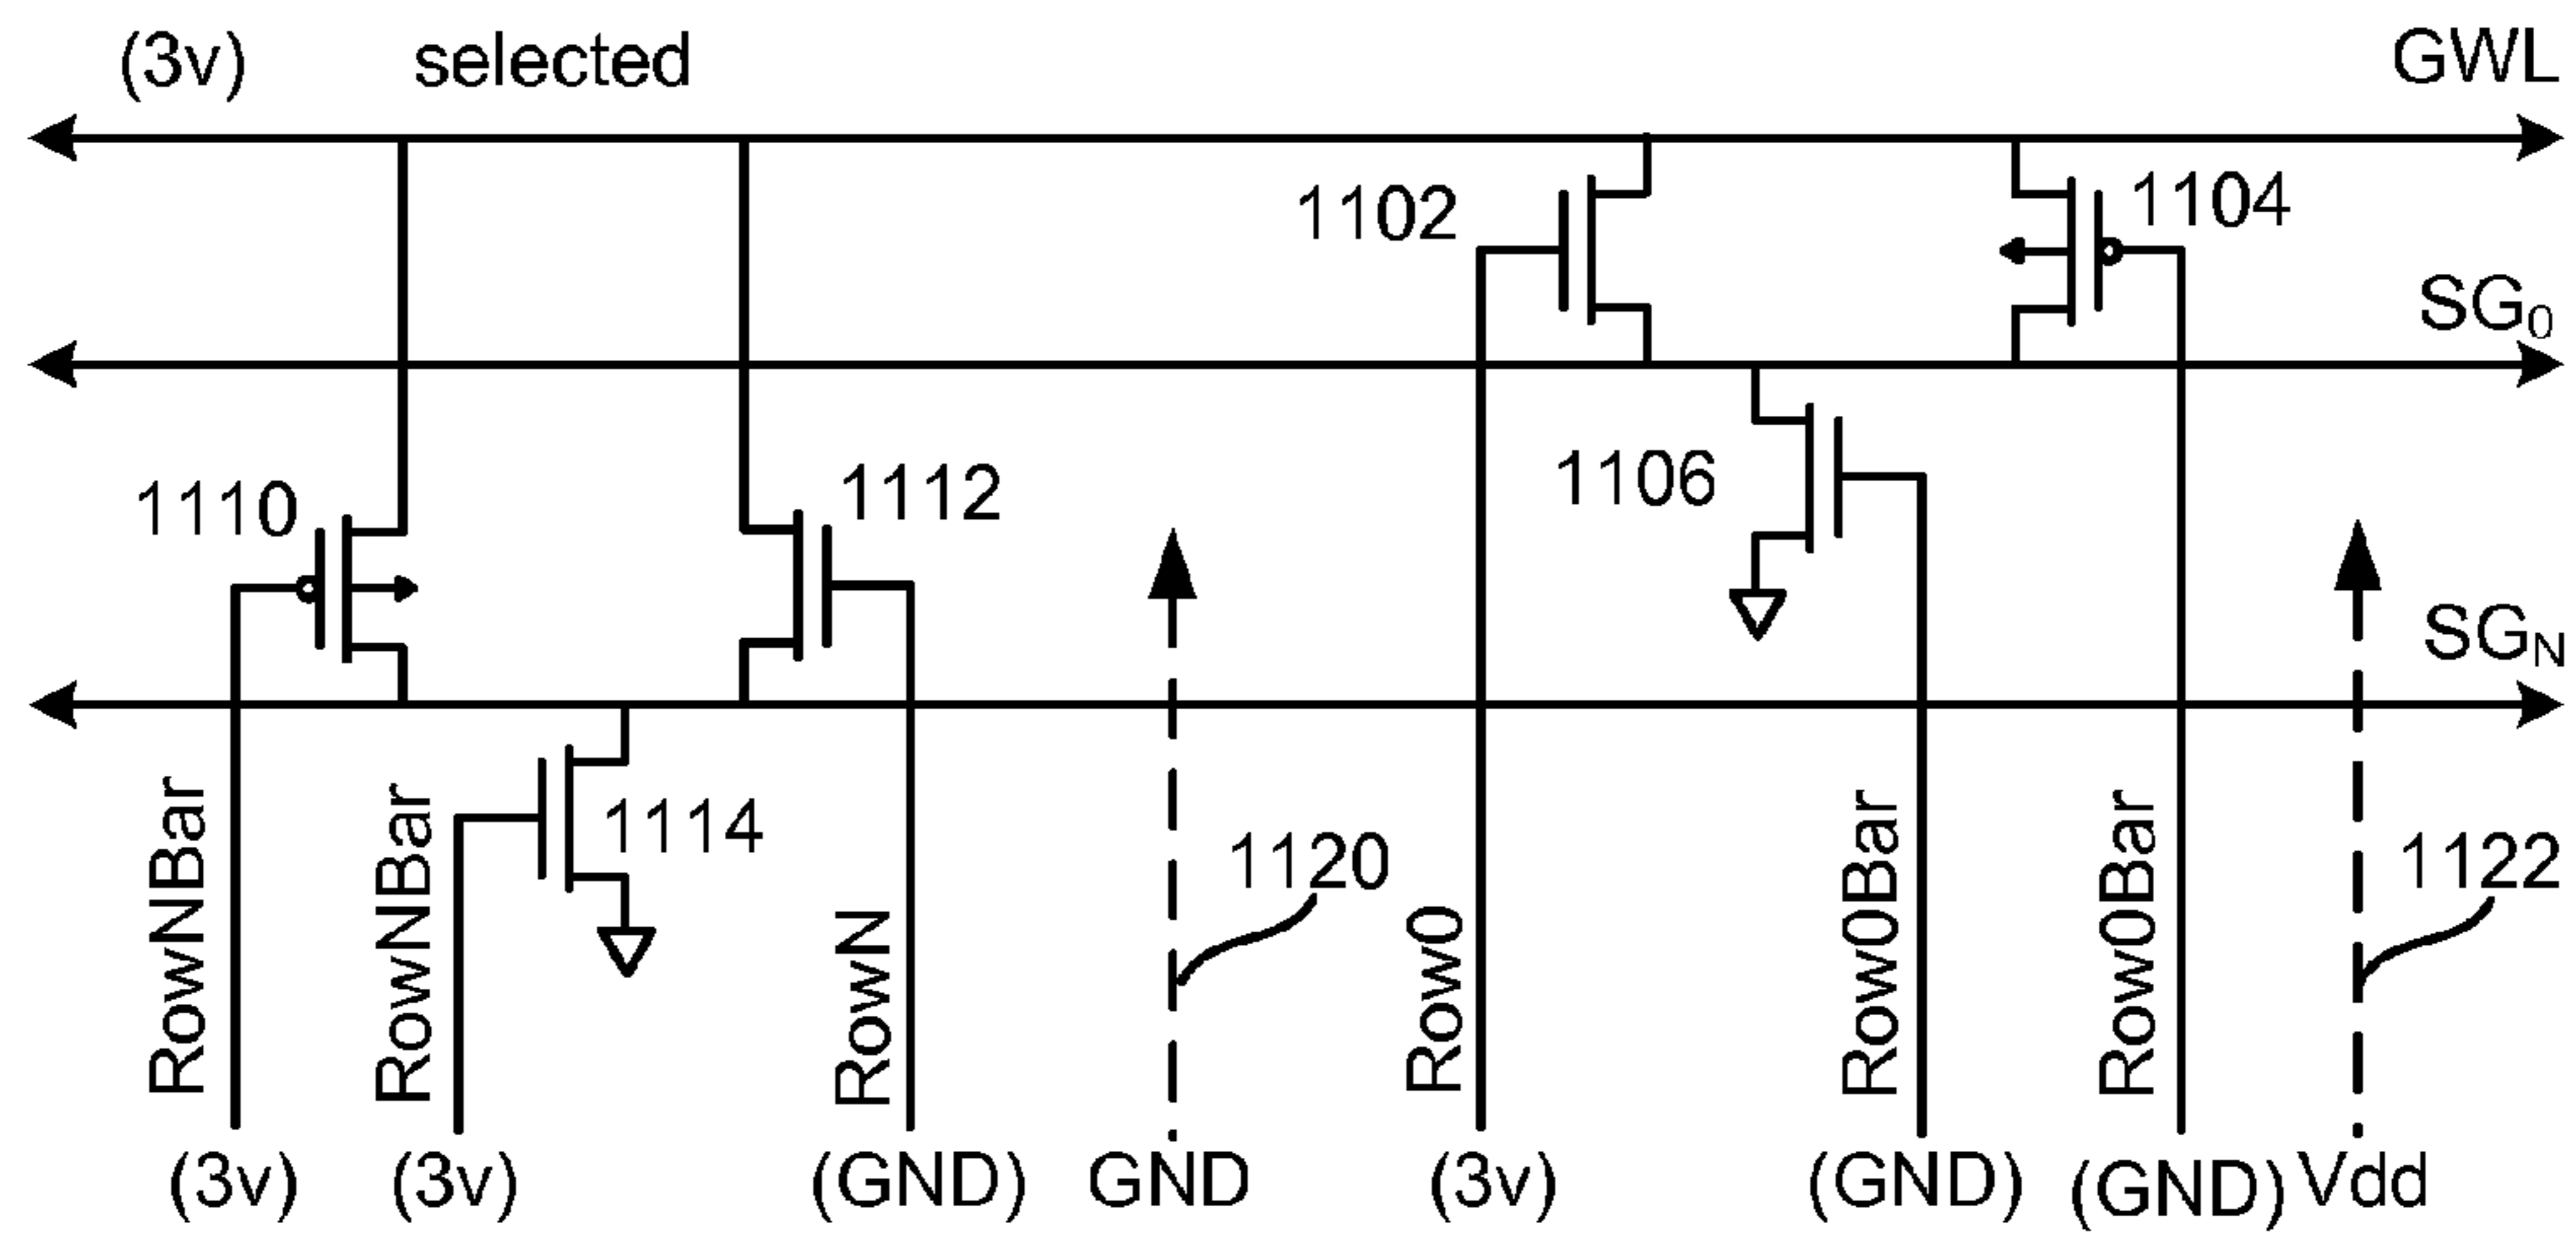 (3v) selected GWL
1102 1104
SG0
1110 1112 1106
SGN
1114 1120 1122
RowNBar RowNBar RowN Row0 Row0Bar Row0Bar
(3v) (3v) (GND) GND (3v) (GND) (GND) Vdd